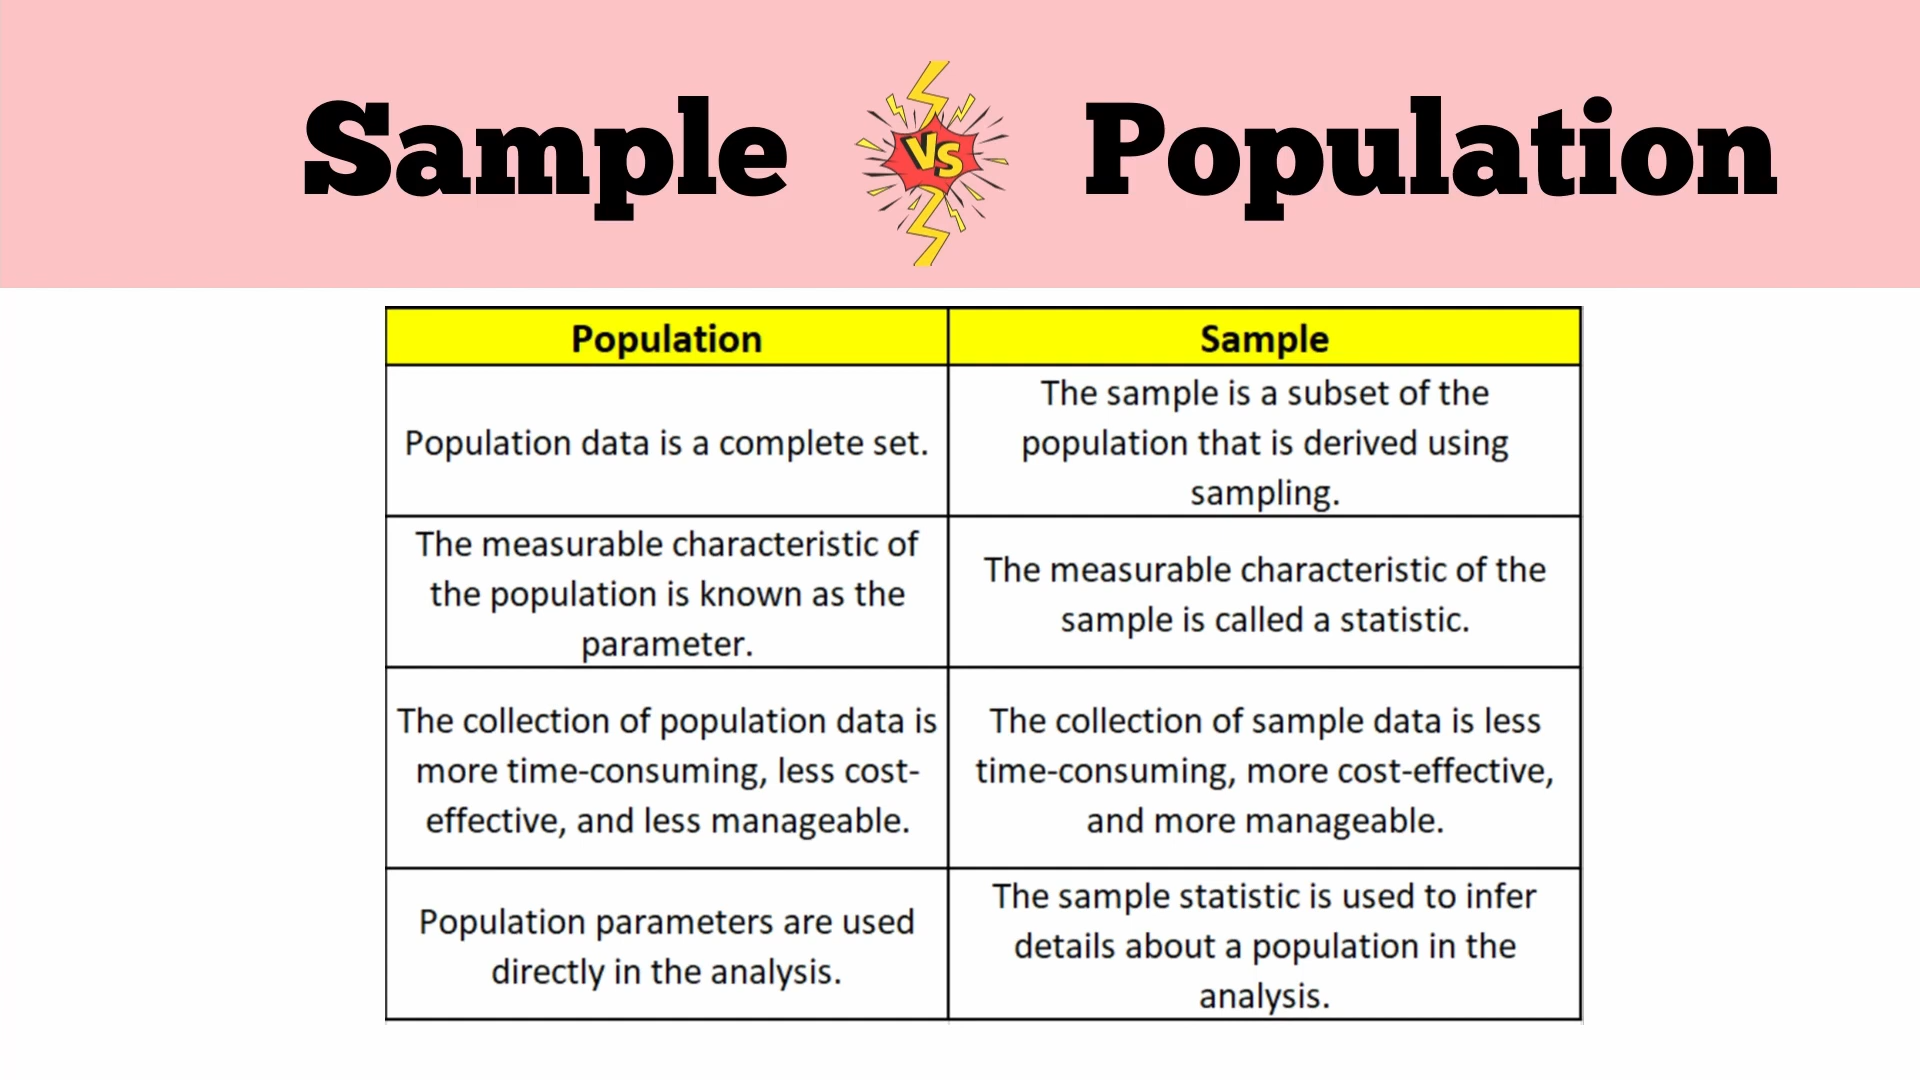 Sample VS Population
Population
Sample
Population data is a complete set.
The sample is a subset of the
population that is derived using
sampling.
The measurable characteristic of
the population is known as the
parameter.
The measurable characteristic of the
sample is called a statistic.
The collection of population data is
more time-consuming, less cost-
effective, and less manageable.
The collection of sample data is less
time-consuming, more cost-effective,
and more manageable.
Population parameters are used
directly in the analysis.
The sample statistic is used to infer
details about a population in the
analysis.